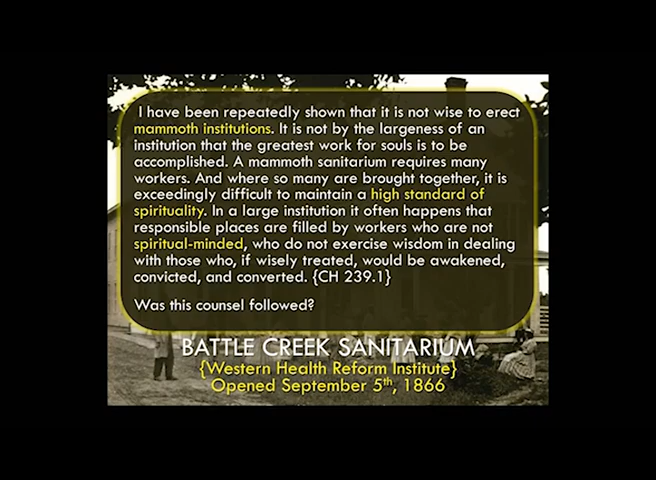 I have been repeatedly shown that it is not wise to erect
mammoth institutions. It is not by the largeness of an
institution that the greatest work for souls is to be
accomplished. A mammoth sanitarium requires many
workers. And where so many are brought together, it is
exceedingly difficult to maintain a high standard of
spirituality. In a large institution it often happens that
responsible places are filled by workers who are not
spiritual-minded, who do not exercise wisdom in dealing
with those who, if wisely treated, would be awakened,
convicted, and converted. {CH 239.1}
Was this counsel followed?
BATTLE CREEK SANITARIUM
{Western Health Reform Institute}
Opened September 5th, 1866